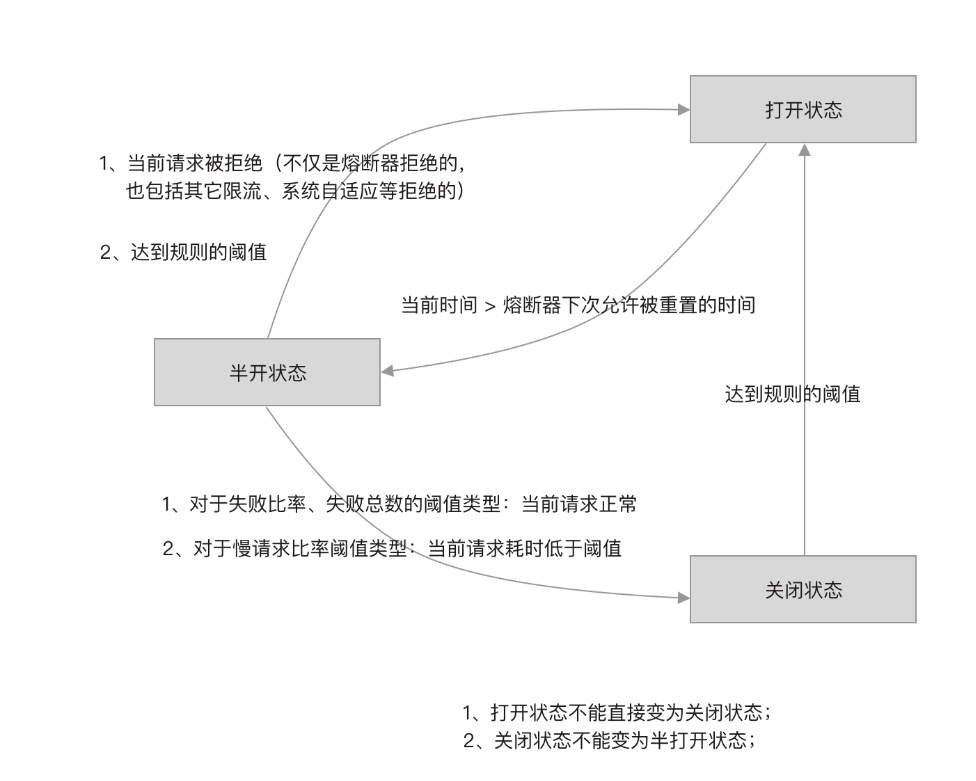 打开状态
1、当前请求被拒绝（不仅是熔断器拒绝的，
也包括其它限流、系统自适应等拒绝的）
2、达到规则的阈值
当前时间 > 熔断器下次允许被重置的时间
半开状态
达到规则的阈值
1、对于失败比率、失败总数的阈值类型：当前请求正常
2、对于慢请求比率阈值类型：当前请求耗时低于阈值
关闭状态
1、打开状态不能直接变为关闭状态；
2、关闭状态不能变为半打开状态；